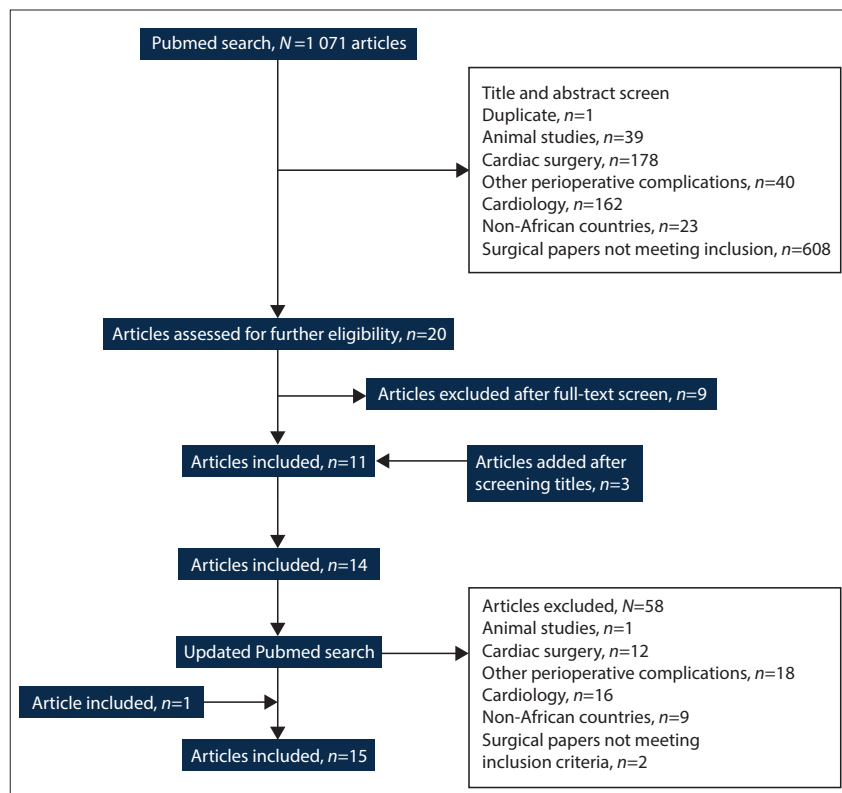 Pubmed search, N=1 071 articles
Title and abstract screen
Duplicate, n=1
Animal studies, n=39
Cardiac surgery, n=178
Other perioperative complications, n=40
Cardiology, n=162
Non-African countries, n=23
Surgical papers not meeting inclusion, n=608
Articles assessed for further eligibility, n=20
Articles excluded after full-text screen, n=9
Articles included, n=11
Articles added after
screening titles, n=3
Articles included, n=14
Updated Pubmed search
Articles excluded, N=58
Animal studies, n=1
Cardiac surgery, n=12
Other perioperative complications, n=18
Cardiology, n=16
Non-African countries, n=9
Surgical papers not meeting
inclusion criteria, n=2
Article included, n=1
Articles included, n=15